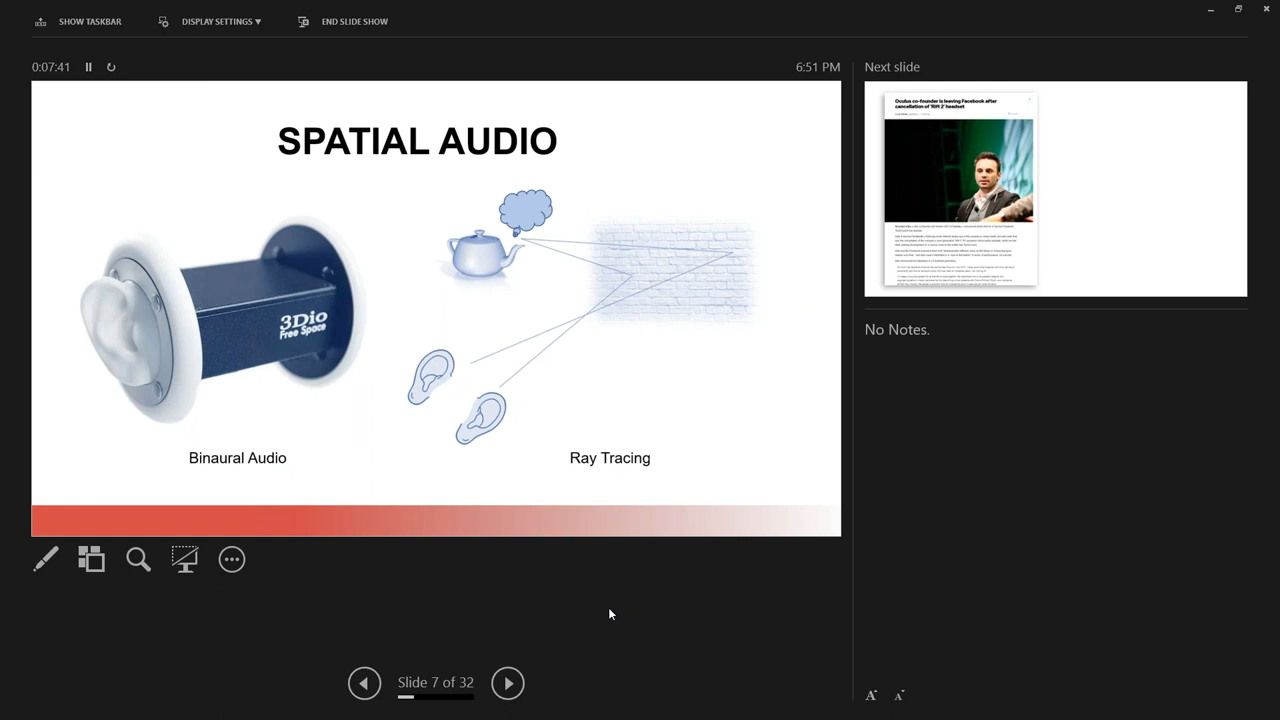 SHOW TASKBAR
DISPLAY SETTINGS ▾
END SLIDE SHOW
0:07:41
6:51 PM
Next slide
SPATIAL AUDIO
3Dio
Free Space
Binaural Audio
Ray Tracing
Oculus co-founder is leaving Facebook after
cancellation of 'Rift 2' headset
No Notes.
Slide 7 of 32
A
A